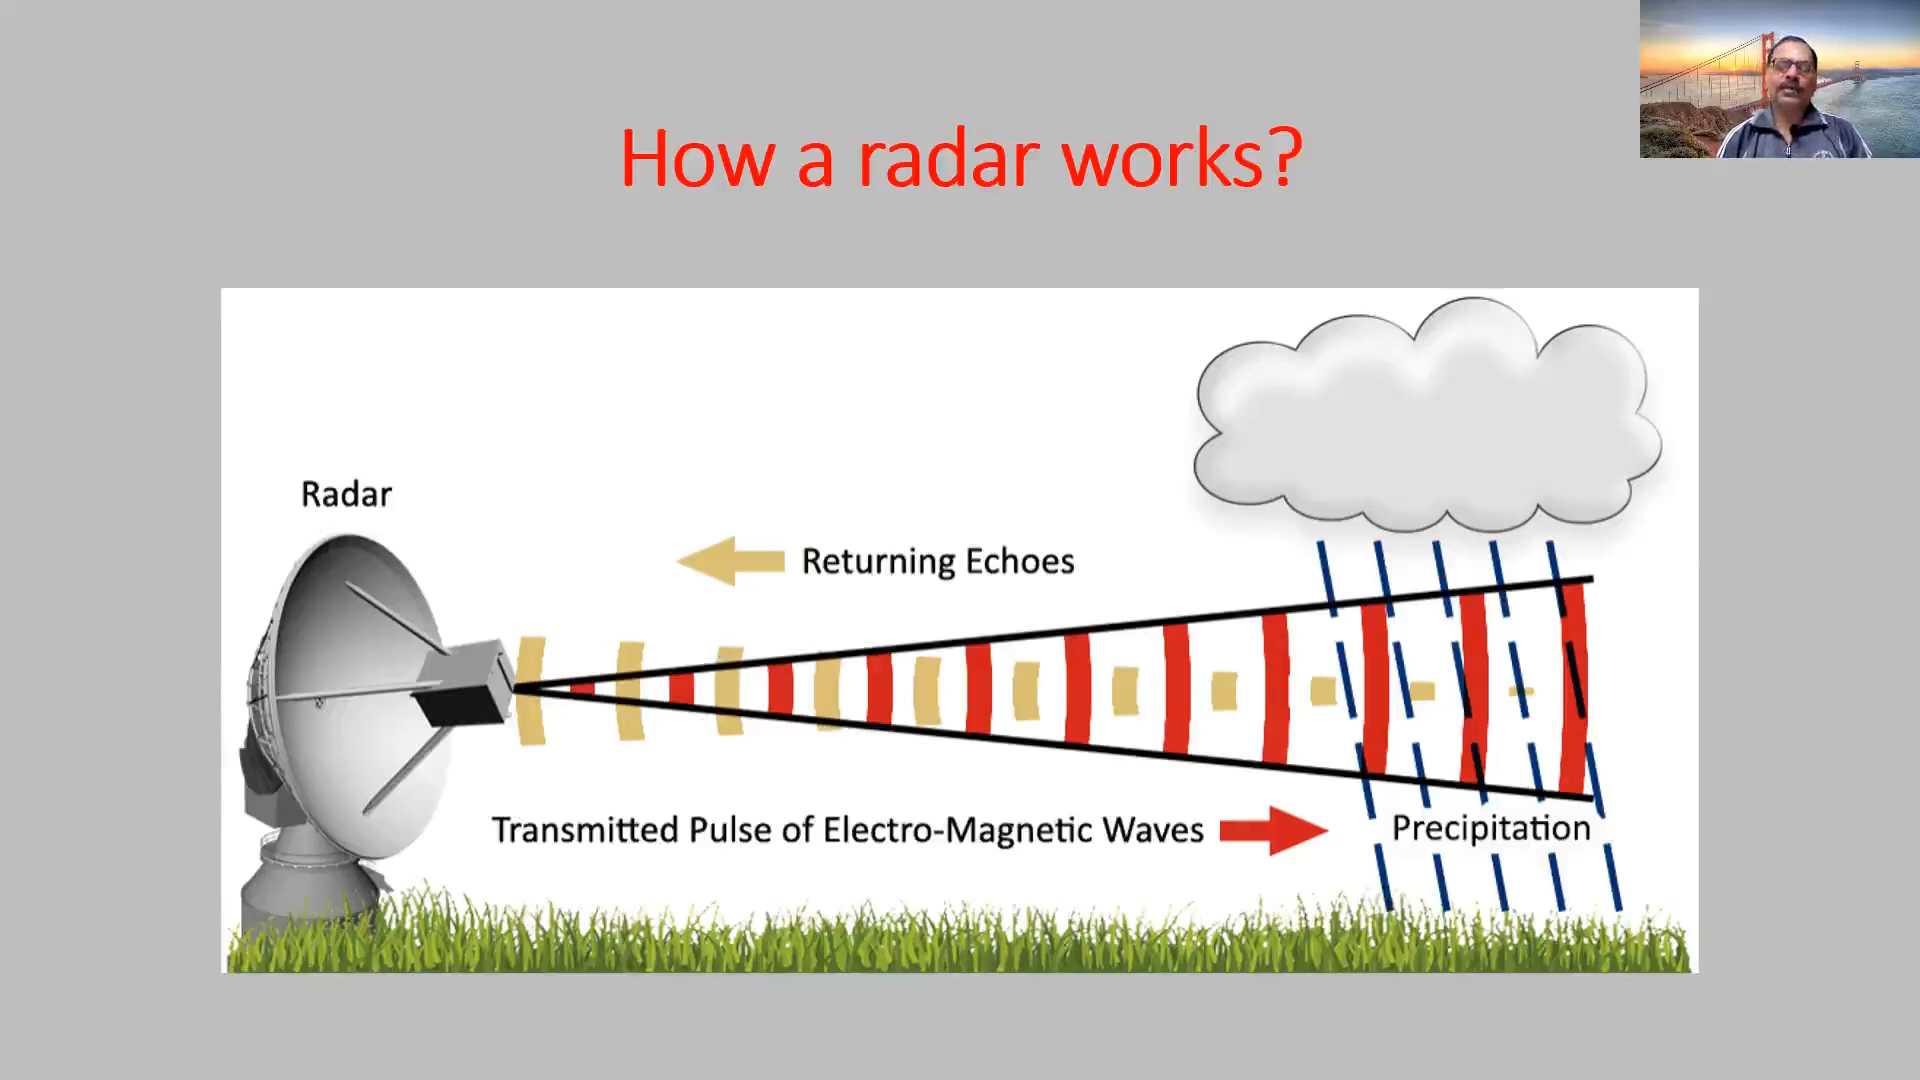 How a radar works?
Radar
Returning Echoes
Transmitted Pulse of Electro-Magnetic Waves
Precipitation